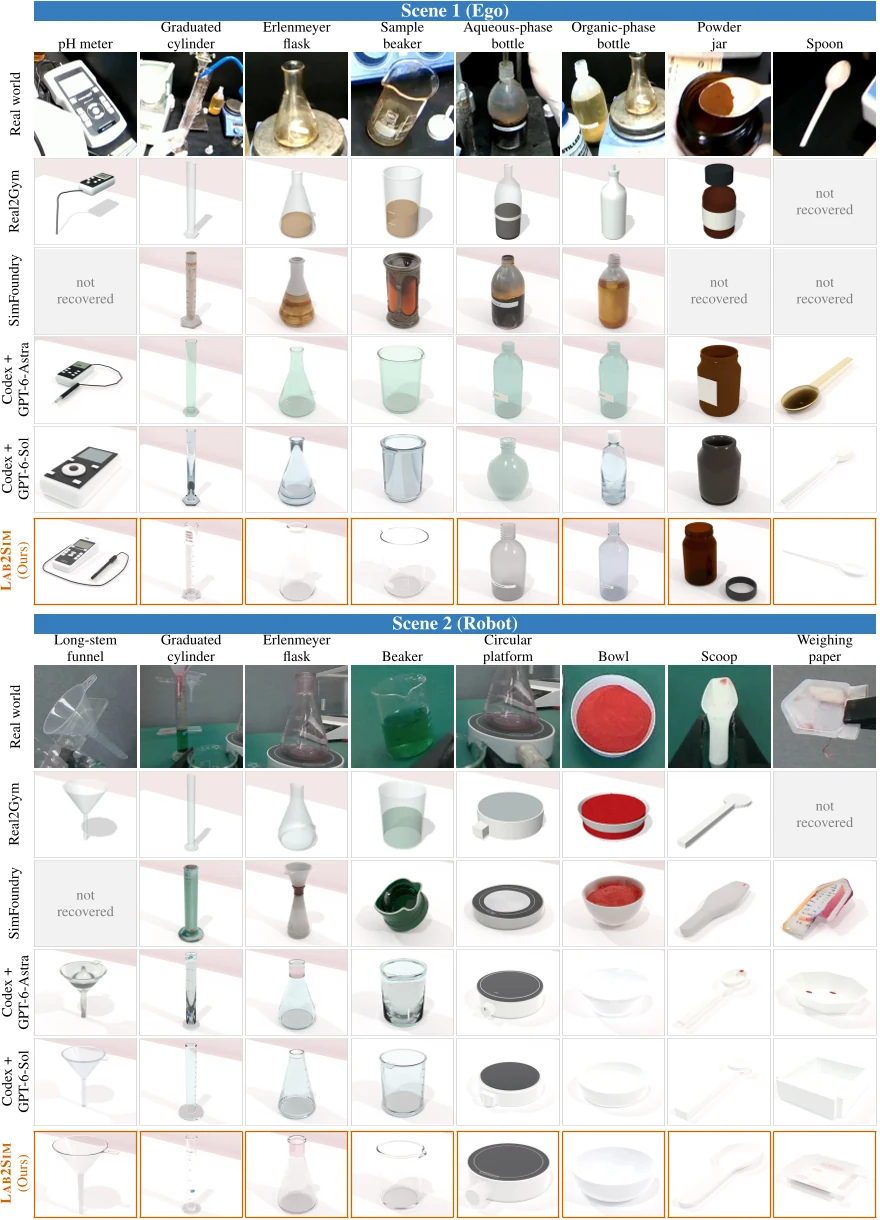 Scene 1 (Ego)
pH meter
Graduated
cylinder
Erlenmeyer
flask
Sample
beaker
Aqueous-phase
bottle
Organic-phase
bottle
Powder
jar
Spoon
Real world
Real2Gym
not
recovered
SimFoundry
not
recovered
not
recovered
not
recovered
Codex +
GPT-6-Astra
Codex +
GPT-6-Sol
LAB2SIM
(Ours)
Scene 2 (Robot)
Long-stem
funnel
Graduated
cylinder
Erlenmeyer
flask
Beaker
Circular
platform
Bowl
Scoop
Weighing
paper
Real world
Real2Gym
not
recovered
SimFoundry
not
recovered
Codex +
GPT-6-Astra
Codex +
GPT-6-Sol
LAB2SIM
(Ours)